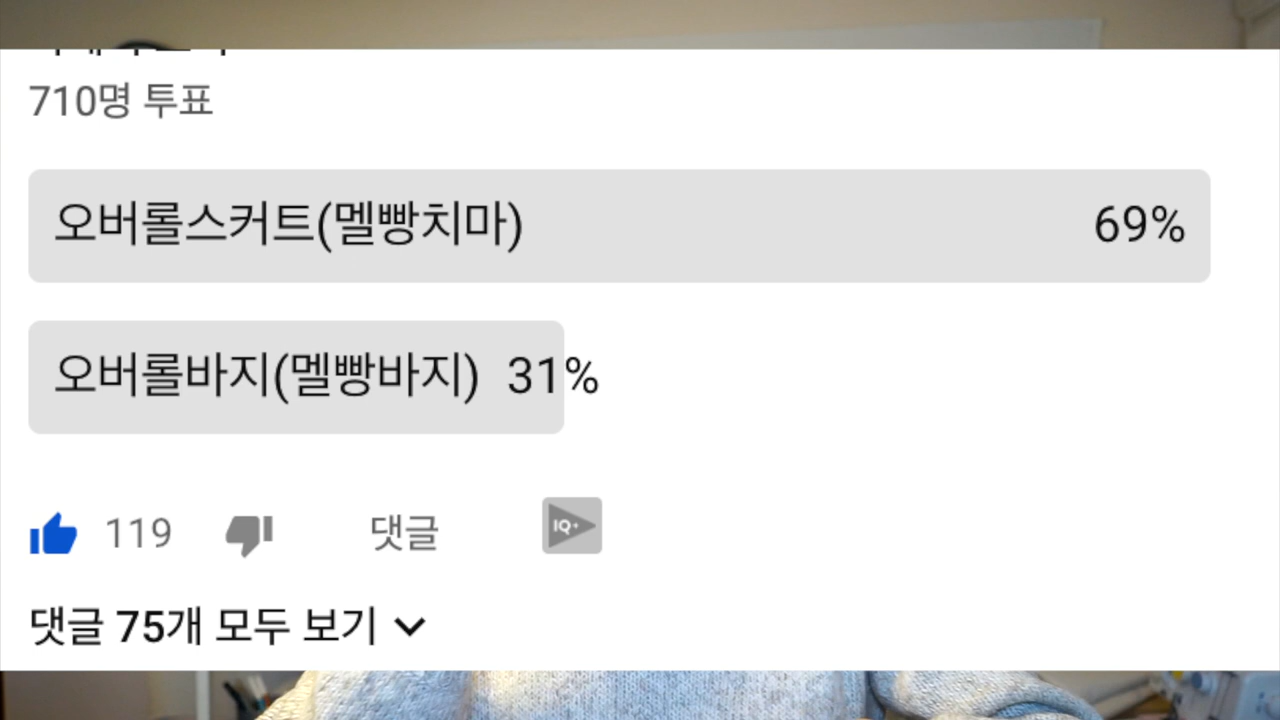 710명 투표
오버롤스커트(멜빵치마) 69%
오버롤바지(멜빵바지) 31%
119 댓글 IQ+
댓글 75개 모두 보기